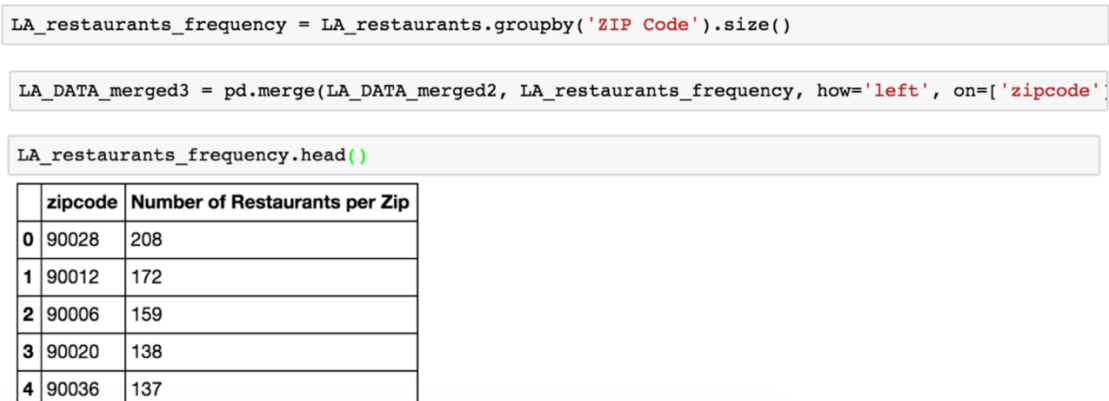 LA_restaurants_frequency = LA_restaurants.groupby('ZIP Code').size()
LA_DATA_merged3 = pd.merge(LA_DATA_merged2, LA_restaurants_frequency, how='left', on=['zipcode']
LA_restaurants_frequency.head()
zipcode Number of Restaurants per Zip
0 90028 208
1 90012 172
2 90006 159
3 90020 138
4 90036 137